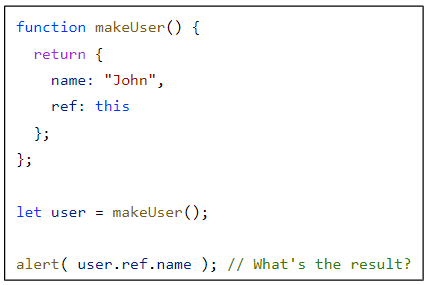 function makeUser() {
  return {
    name: "John",
    ref: this
  };
};

let user = makeUser();

alert( user.ref.name ); // What's the result?